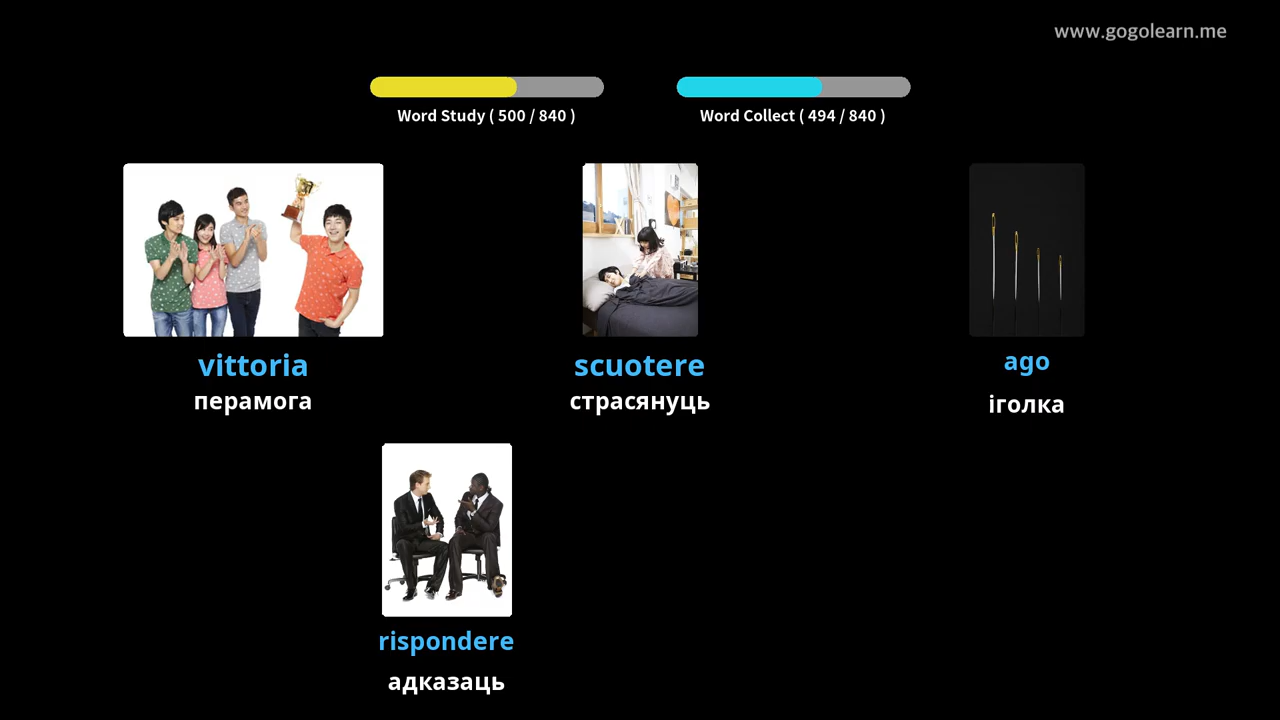 www.gogolearn.me
Word Study ( 500 / 840 )
Word Collect ( 494 / 840 )
vittoria
перамога
scuotere
страсянуць
ago
іголка
rispondere
адказаць